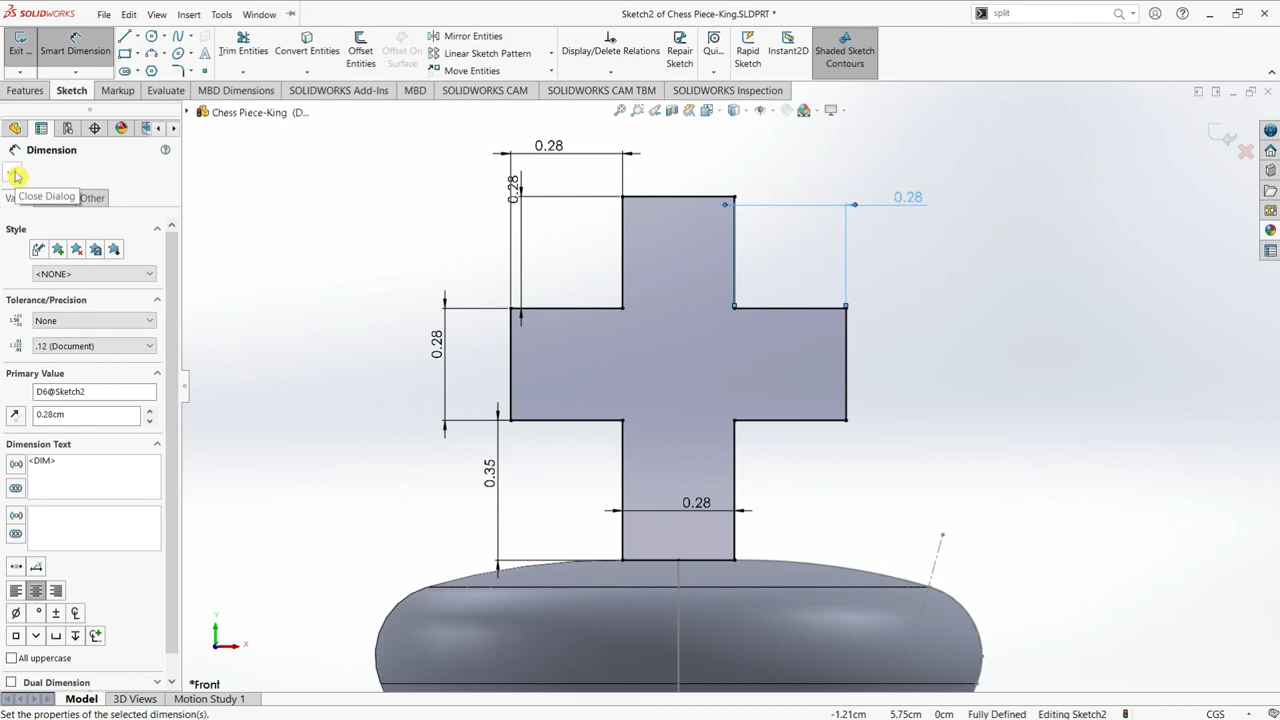 SOLIDWORKS
File
Edit
View
Insert
Tools
Window
Sketch2 of Chess Piece-King.SLDPRT *
split
Exit ...
Smart Dimension
Trim Entities
Convert Entities
Offset Entities
Offset On Surface
Mirror Entities
Linear Sketch Pattern
Move Entities
Display/Delete Relations
Repair Sketch
Qui...
Rapid Sketch
Instant2D
Shaded Sketch Contours
Features
Sketch
Markup
Evaluate
MBD Dimensions
SOLIDWORKS Add-Ins
MBD
SOLIDWORKS CAM
SOLIDWORKS CAM TBM
SOLIDWORKS Inspection
Chess Piece-King (D...
Dimension
Close Dialog
Other
Style
<NONE>
Tolerance/Precision
None
.12 (Document)
Primary Value
D6@Sketch2
0.28cm
Dimension Text
<DIM>
All uppercase
Dual Dimension
0.28
0.28
0.28
0.28
0.35
0.28
Y
X
*Front
Model
3D Views
Motion Study 1
Set the properties of the selected dimension(s).
-1.21cm
5.75cm
0cm
Fully Defined
Editing Sketch2
CGS